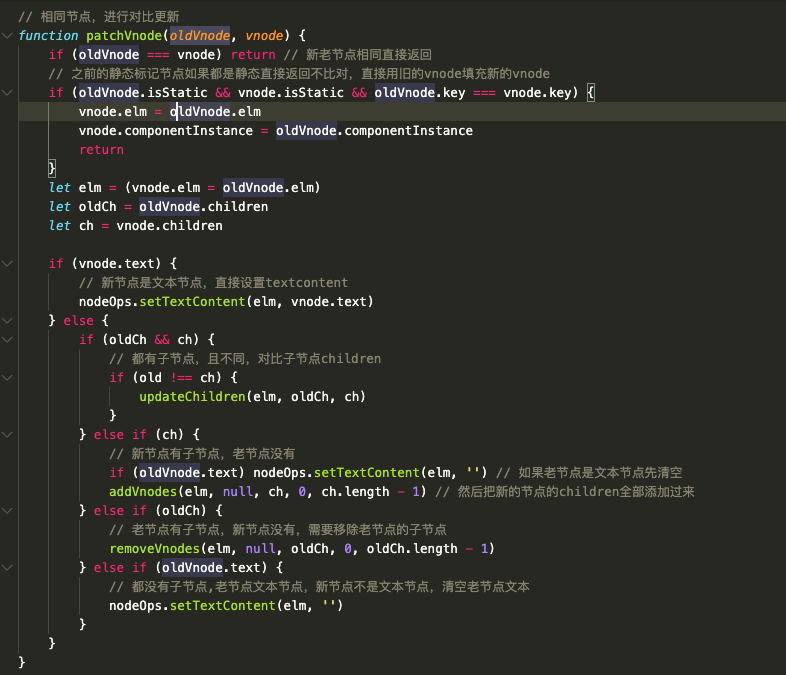 // 相同节点，进行对比更新
function patchVnode(oldVnode, vnode) {
if (oldVnode === vnode) return // 新老节点相同直接返回
// 之前的静态标记节点如果都是静态直接返回不比对，直接用旧的vnode填充新的vnode
if (oldVnode.isStatic && vnode.isStatic && oldVnode.key === vnode.key) {
vnode.elm = oldVnode.elm
vnode.componentInstance = oldVnode.componentInstance
return
}
let elm = (vnode.elm = oldVnode.elm)
let oldCh = oldVnode.children
let ch = vnode.children
if (vnode.text) {
// 新节点是文本节点，直接设置textcontent
nodeOps.setTextContent(elm, vnode.text)
} else {
if (oldCh && ch) {
// 都有子节点，且不同，对比子节点children
if (old !== ch) {
updateChildren(elm, oldCh, ch)
}
} else if (ch) {
// 新节点有子节点，老节点没有
if (oldVnode.text) nodeOps.setTextContent(elm, '') // 如果老节点是文本节点先清空
addVnodes(elm, null, ch, 0, ch.length - 1) // 然后把新的节点的children全部添加过来
} else if (oldCh) {
// 老节点有子节点，新节点没有，需要移除老节点的子节点
removeVnodes(elm, null, oldCh, 0, oldCh.length - 1)
} else if (oldVnode.text) {
// 都没有子节点,老节点文本节点，新节点不是文本节点，清空老节点文本
nodeOps.setTextContent(elm, '')
}
}
}